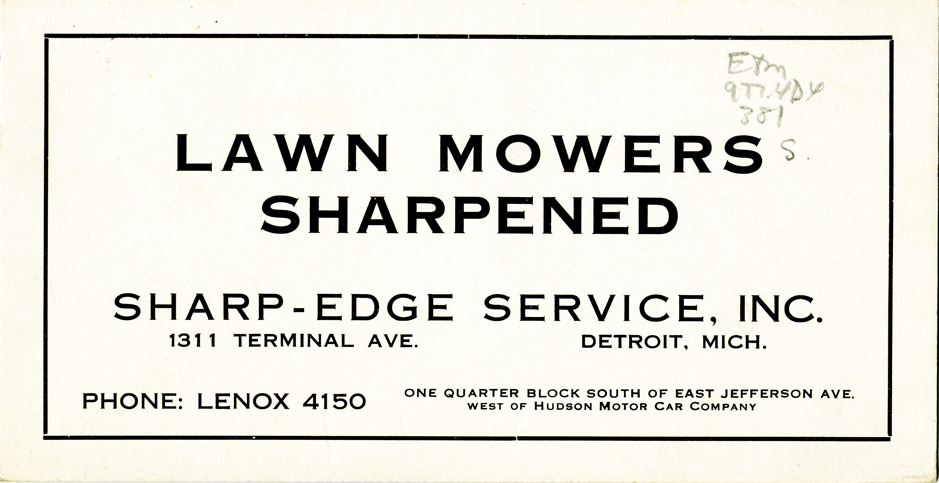 Etm
977.4D4
381
S.
LAWN MOWERS
SHARPENED
SHARP-EDGE SERVICE, INC.
1311 TERMINAL AVE. DETROIT, MICH.
PHONE: LENOX 4150
ONE QUARTER BLOCK SOUTH OF EAST JEFFERSON AVE.
WEST OF HUDSON MOTOR CAR COMPANY